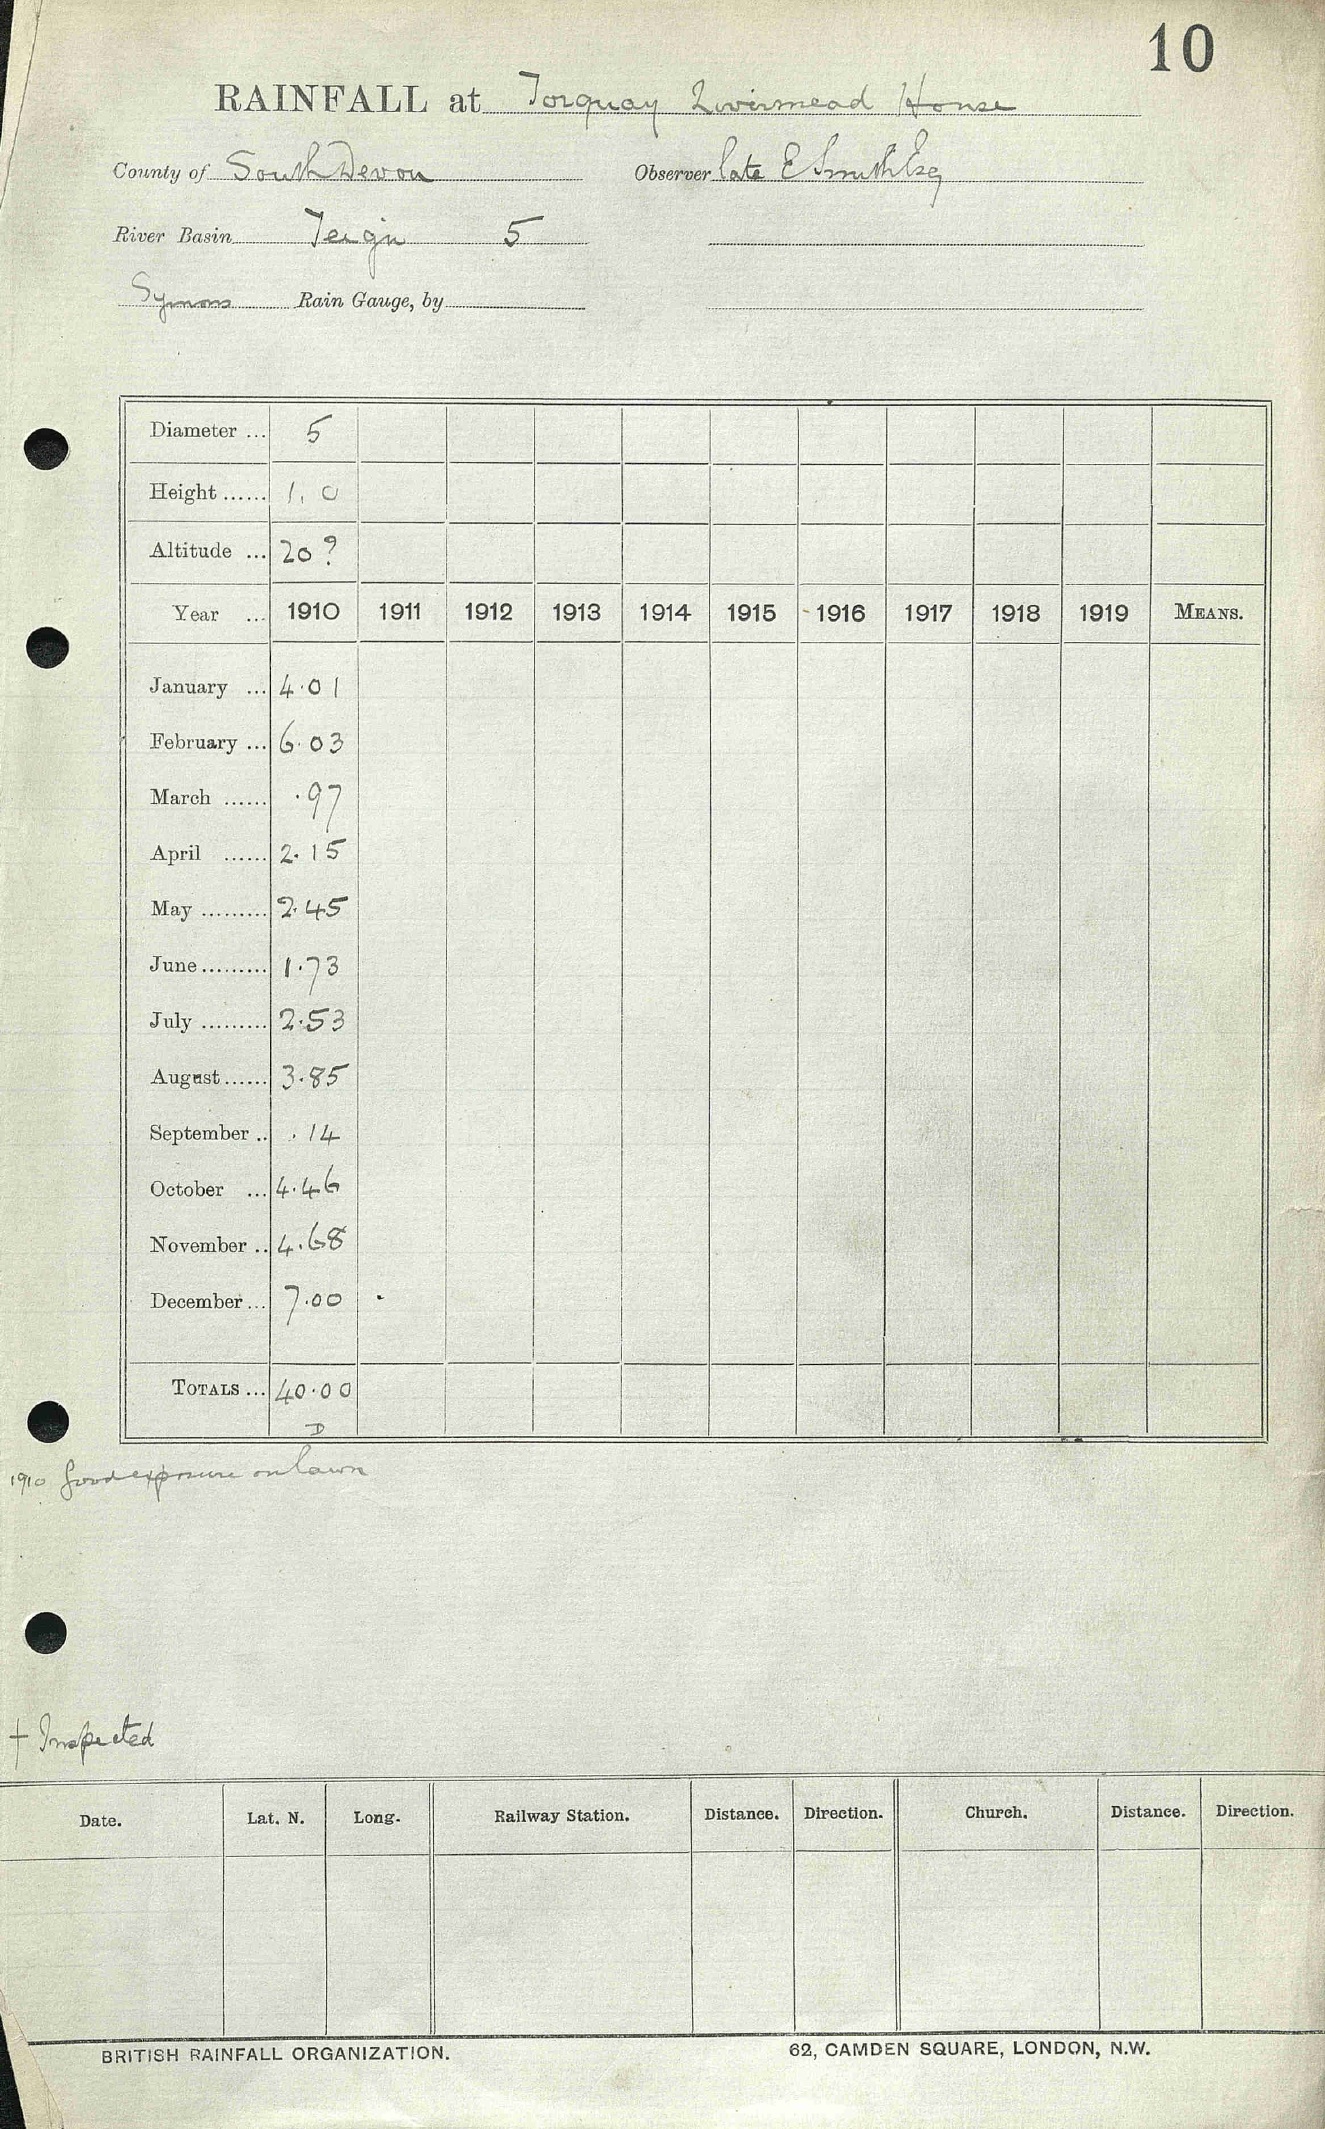 10
RAINFALL at Torquay Livermead House
County of South Devon Observer late E Smith Esq
River Basin Teign 5
Symons Rain Gauge, by
Diameter ... 5
Height ...... 1. 0
Altitude ... 20 ?
Year ... 1910 1911 1912 1913 1914 1915 1916 1917 1918 1919 MEANS.
January ... 4.01
February ... 6.03
March ...... .97
April ...... 2.15
May ......... 2.45
June ......... 1.73
July ......... 2.53
August ...... 3.85
September .. .14
October ... 4.46
November .. 4.68
December ... 7.00
TOTALS ... 40.00
D
1910 Good exposure on lawn
† Inspected
Date. Lat. N. Long. Railway Station. Distance. Direction. Church. Distance. Direction.
BRITISH RAINFALL ORGANIZATION. 62, CAMDEN SQUARE, LONDON, N.W.